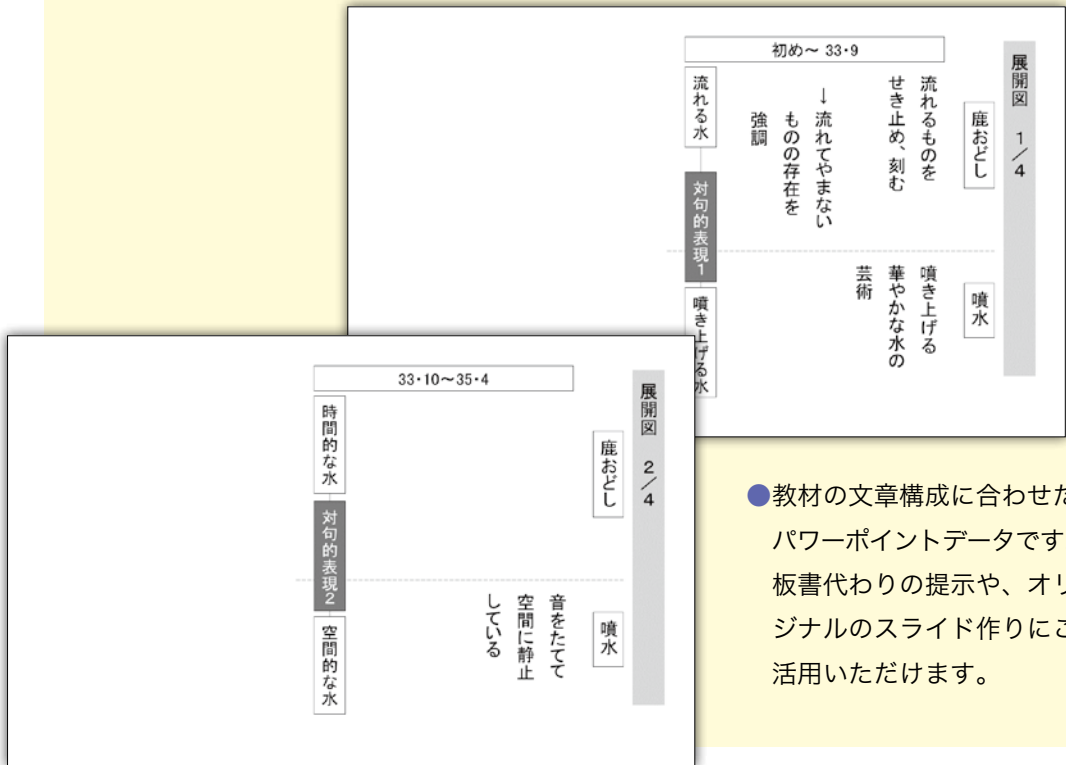 展開図 1／4
初め～33・9
鹿おどし
流れるものを
せき止め、刻む
→流れてやまない
ものの存在を
強調
噴水
噴き上げる
華やかな水の
芸術
流れる水
対句的表現1
噴き上げる水
展開図 2／4
33・10～35・4
鹿おどし
噴水
音をたてて
空間に静止
している
時間的な水
対句的表現2
空間的な水
●教材の文章構成に合わせた
パワーポイントデータです
板書代わりの提示や、オリ
ジナルのスライド作りにご
活用いただけます。